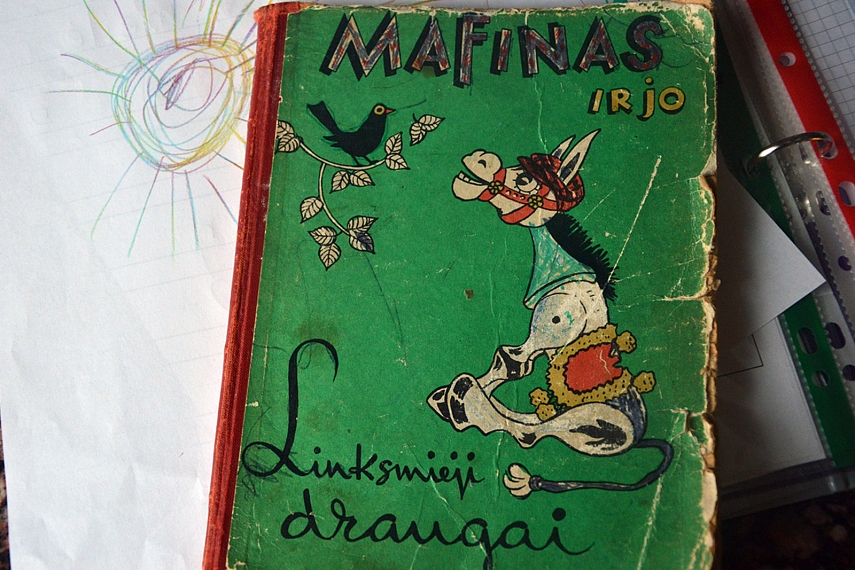 MAFINAS
IR jO
Linksmieji
draugai